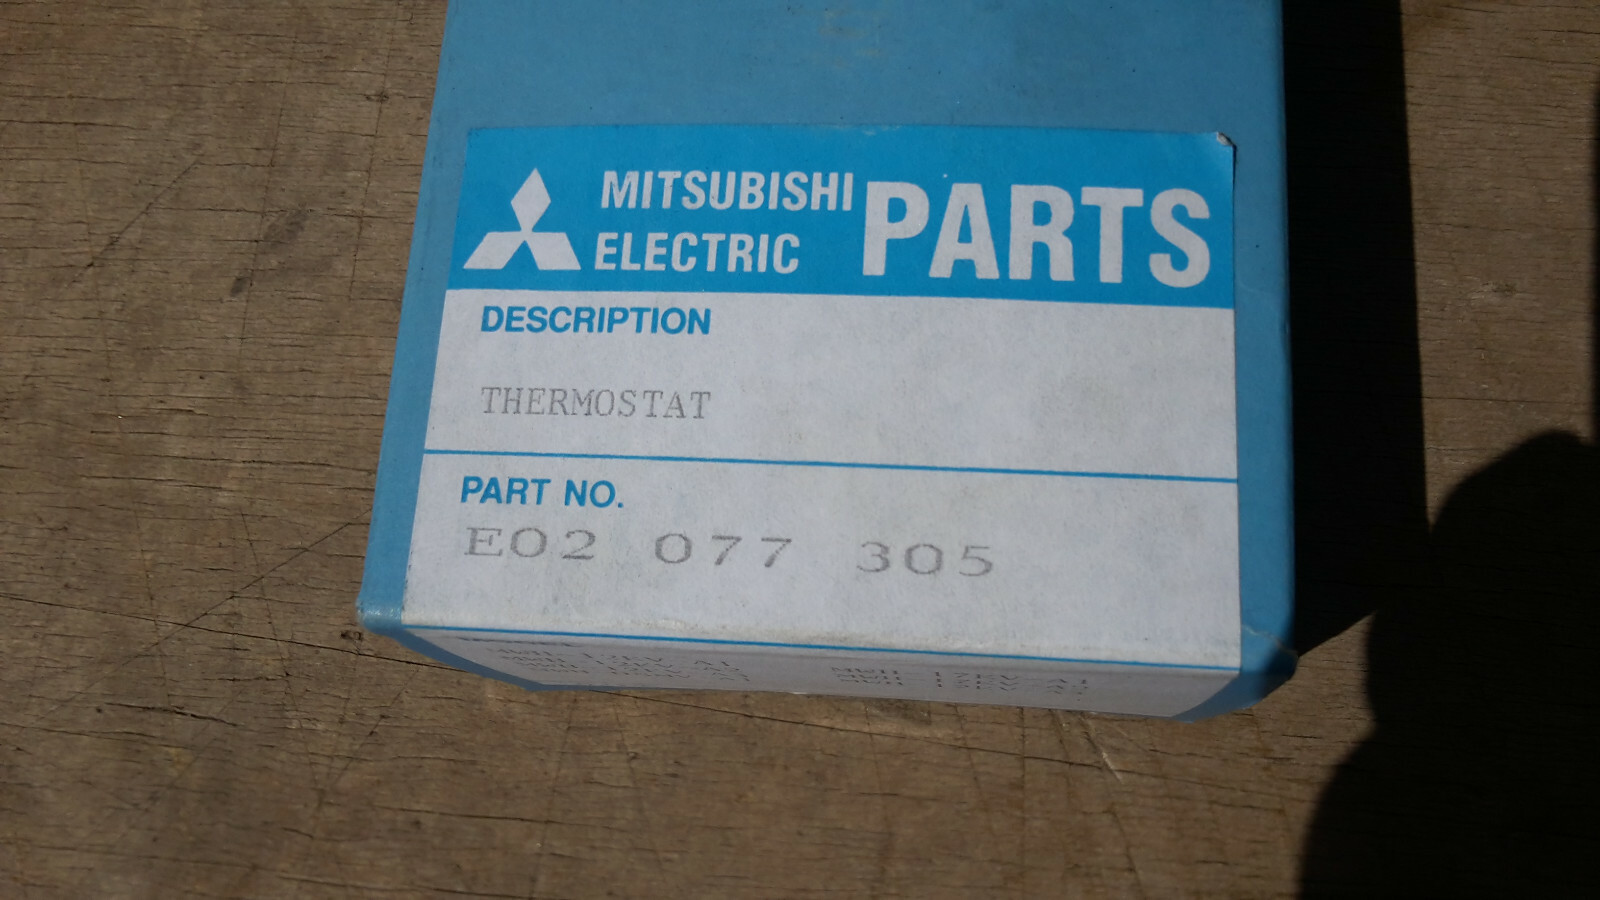 MITSUBISHI
ELECTRIC
PARTS
DESCRIPTION
THERMOSTAT
PART NO.
E02 077 305